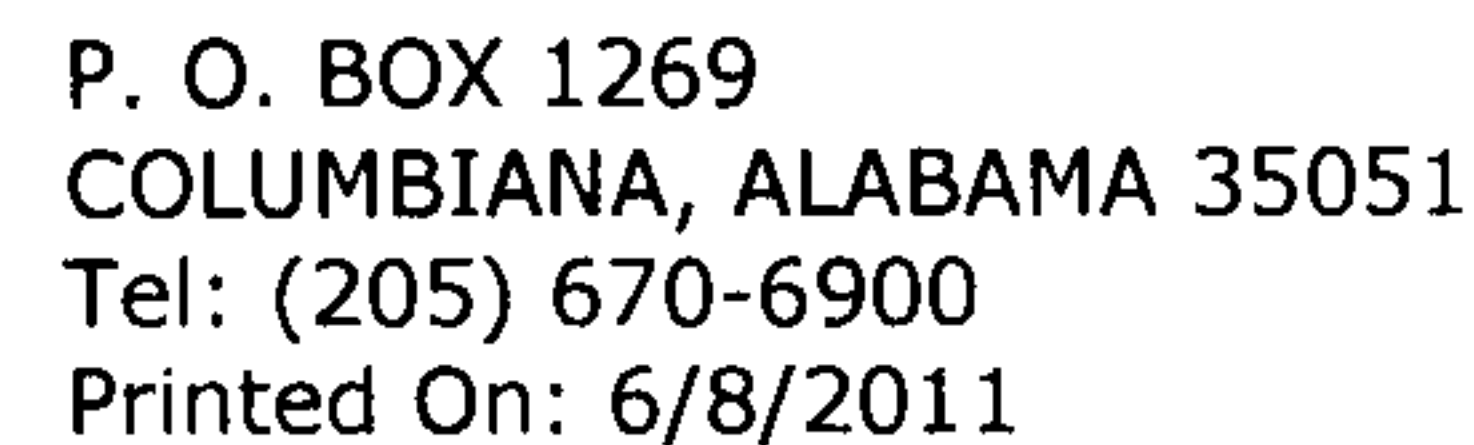 P. O. BOX 1269
COLUMBIANA, ALABAMA 35051
Tel: (205) 670-6900
Printed On: 6/8/2011